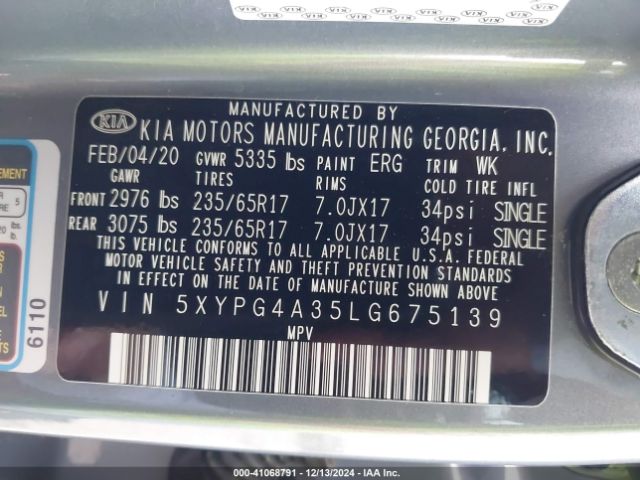 MANUFACTURED BY
KIA KIA MOTORS MANUFACTURING GEORGIA, INC.
FEB/04/20 GVWR 5335 lbs PAINT ERG TRIM WK
GAWR TIRES RIMS COLD TIRE INFL
FRONT 2976 lbs 235/65R17 7.0JX17 34psi SINGLE
REAR 3075 lbs 235/65R17 7.0JX17 34psi SINGLE
THIS VEHICLE CONFORMS TO ALL APPLICABLE U.S.A. FEDERAL
MOTOR VEHICLE SAFETY AND THEFT PREVENTION STANDARDS
IN EFFECT ON THE DATE OF MANUFACTURE SHOWN ABOVE.
VIN 5XYPG4A35LG675139
MPV
6110
000-41068791 - 12/13/2024 - IAA, Inc.